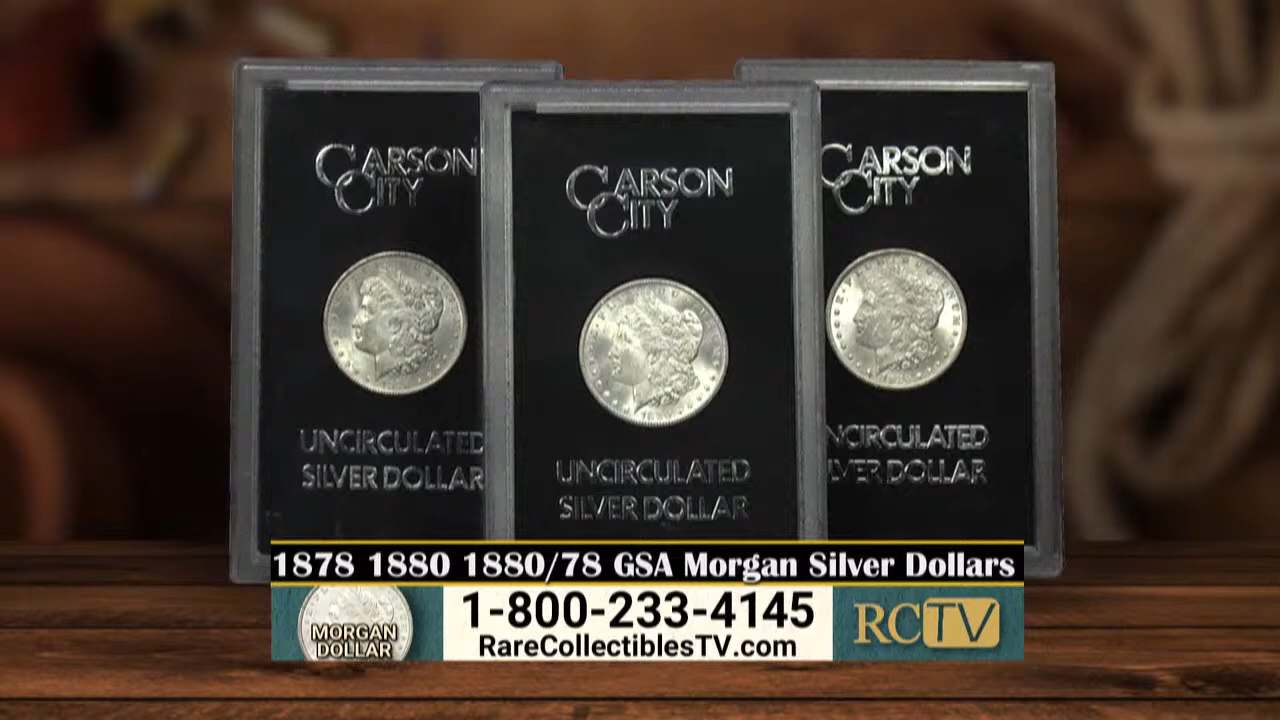 CARSON
CITY
UNCIRCULATED
SILVER DOLLAR
CARSON
CITY
UNCIRCULATED
SILVER DOLLAR
CARSON
CITY
NCIRCULATED
LVER DOLLAR
1878 1880 1880/78 GSA Morgan Silver Dollars
MORGAN
DOLLAR
1-800-233-4145
RareCollectiblesTV.com
RCTV